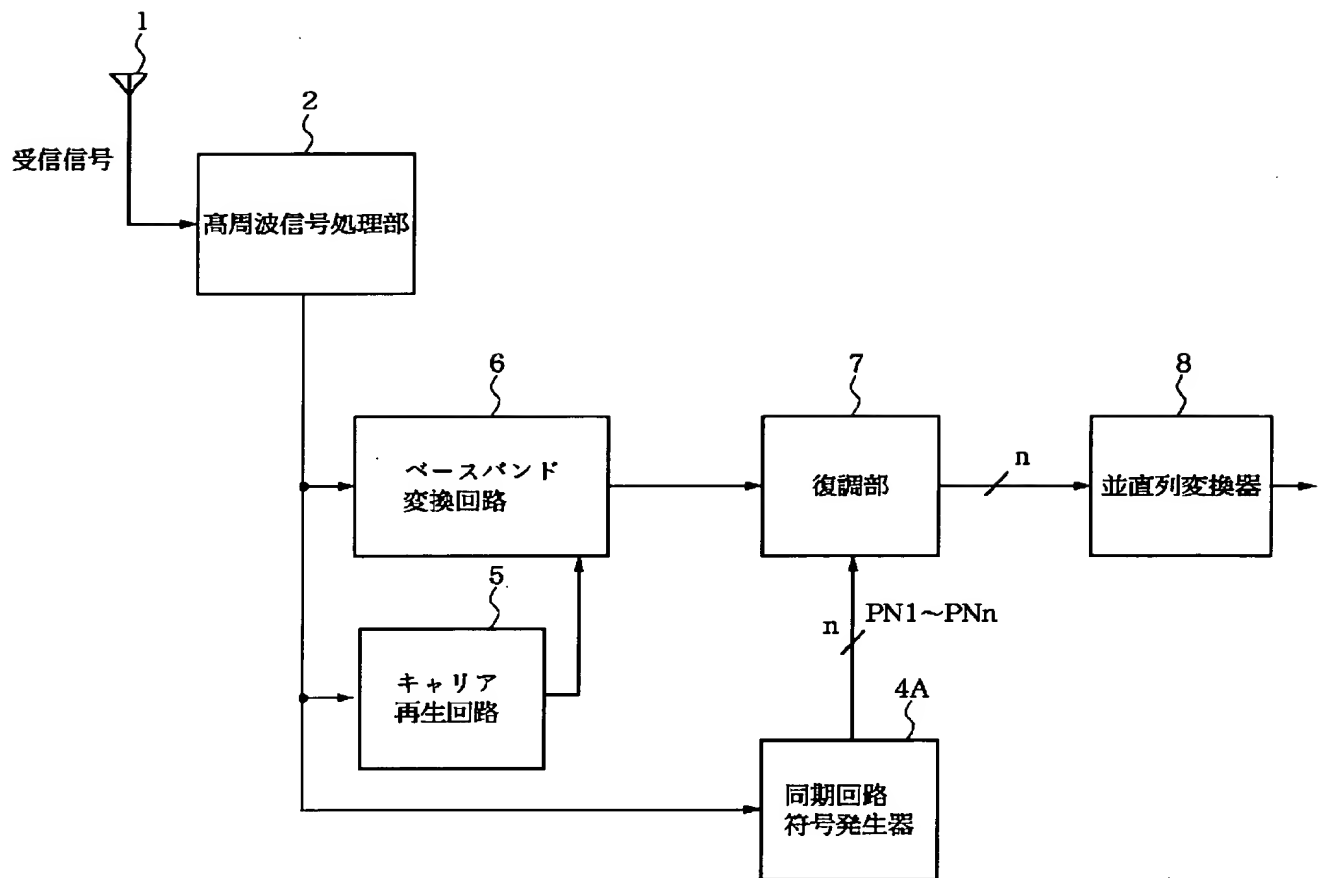 1
2
受信信号
高周波信号処理部
6
7
8
ベースバンド
変換回路
復調部
n
並直列変換器
5
n
PN1~PNn
キャリア
再生回路
4A
同期回路
符号発生器